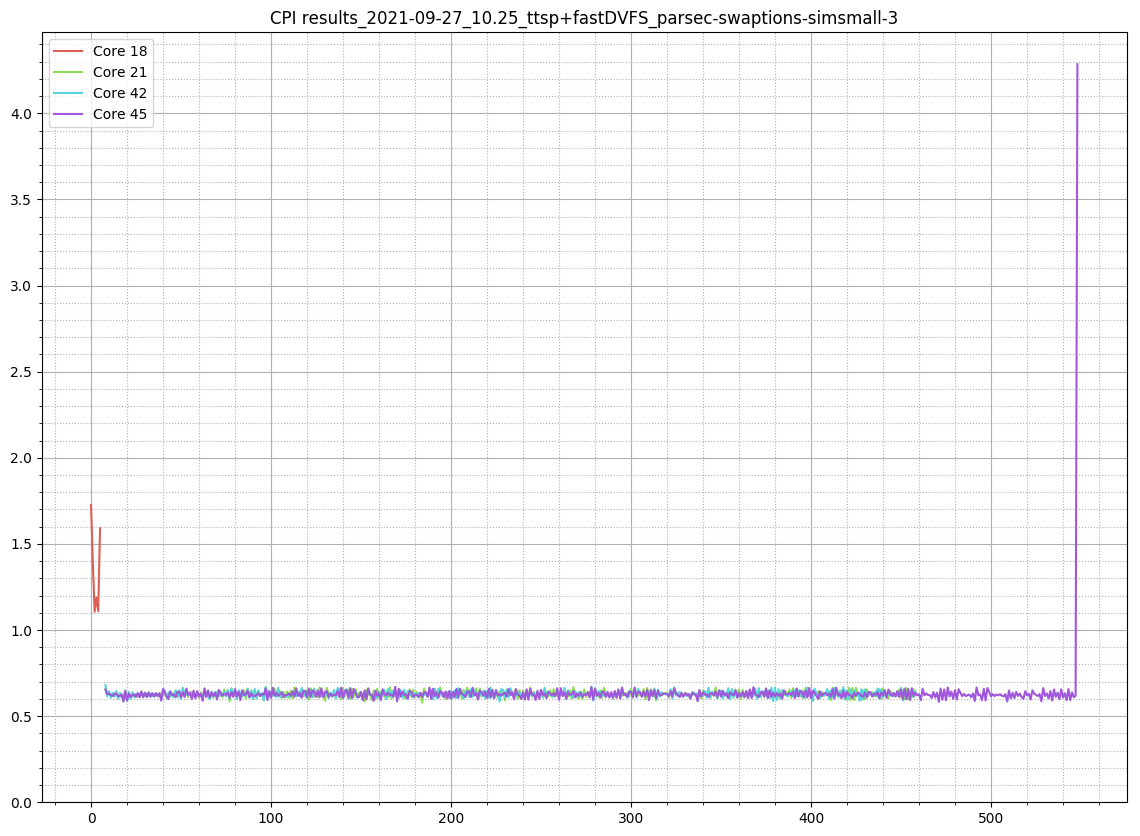 CPI results_2021-09-27_10.25_ttsp+fastDVFS_parsec-swaptions-simsmall-3
Core 18
Core 21
Core 42
Core 45
4.0
3.5
3.0
2.5
2.0
1.5
1.0
0.5
0.0
0 100 200 300 400 500